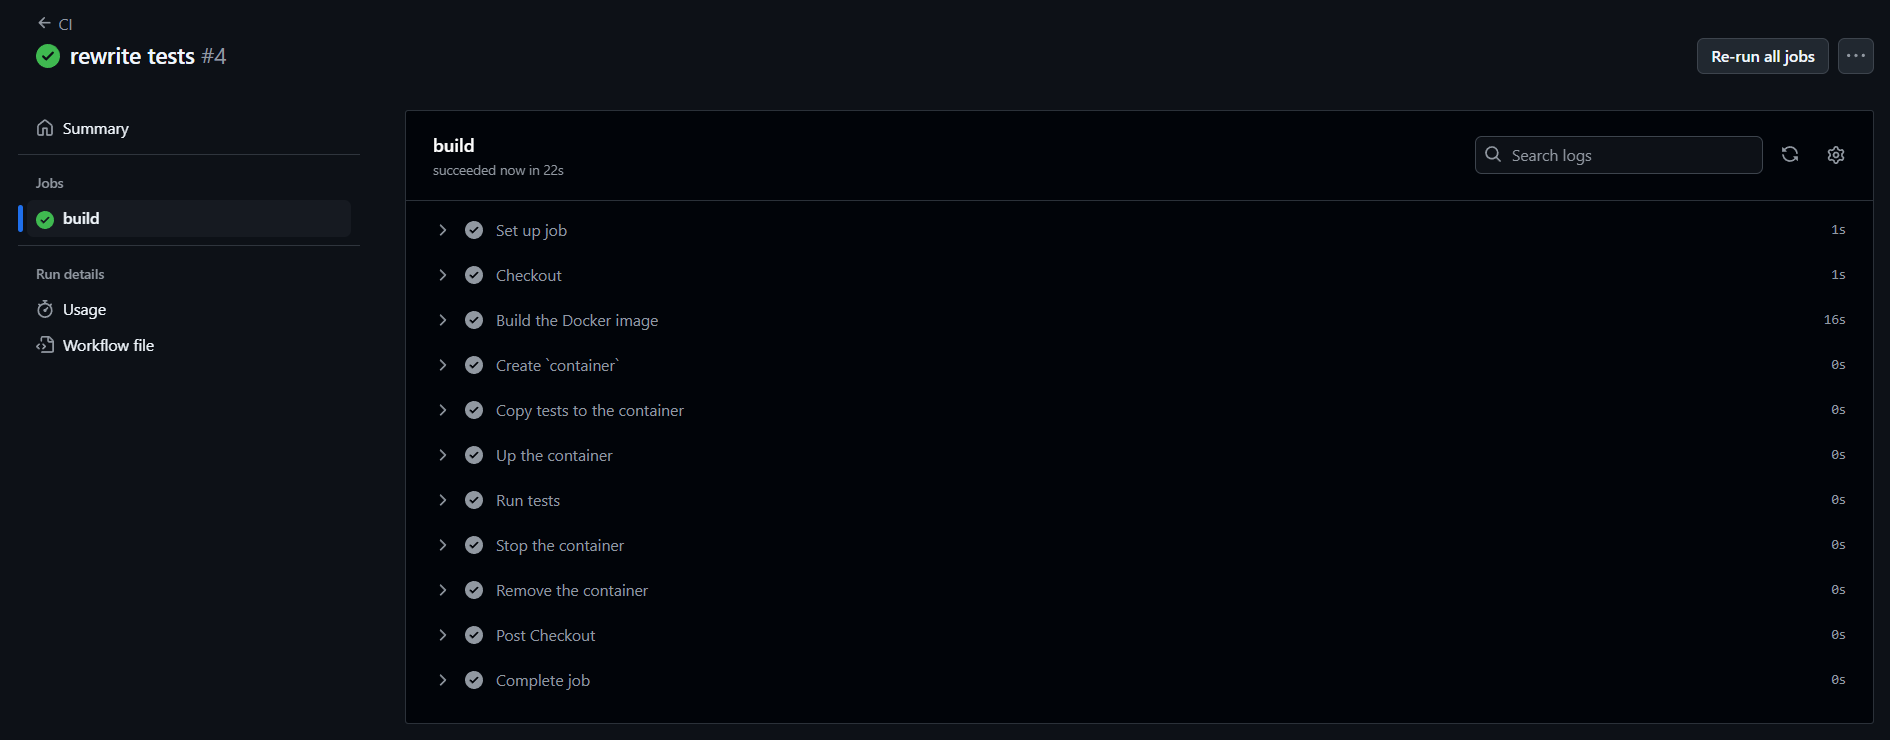 CI
rewrite tests #4
Re-run all jobs
Summary
Jobs
build
Run details
Usage
Workflow file
build
succeeded now in 22s
Search logs
Set up job 1s
Checkout 1s
Build the Docker image 16s
Create `container` 0s
Copy tests to the container 0s
Up the container 0s
Run tests 0s
Stop the container 0s
Remove the container 0s
Post Checkout 0s
Complete job 0s